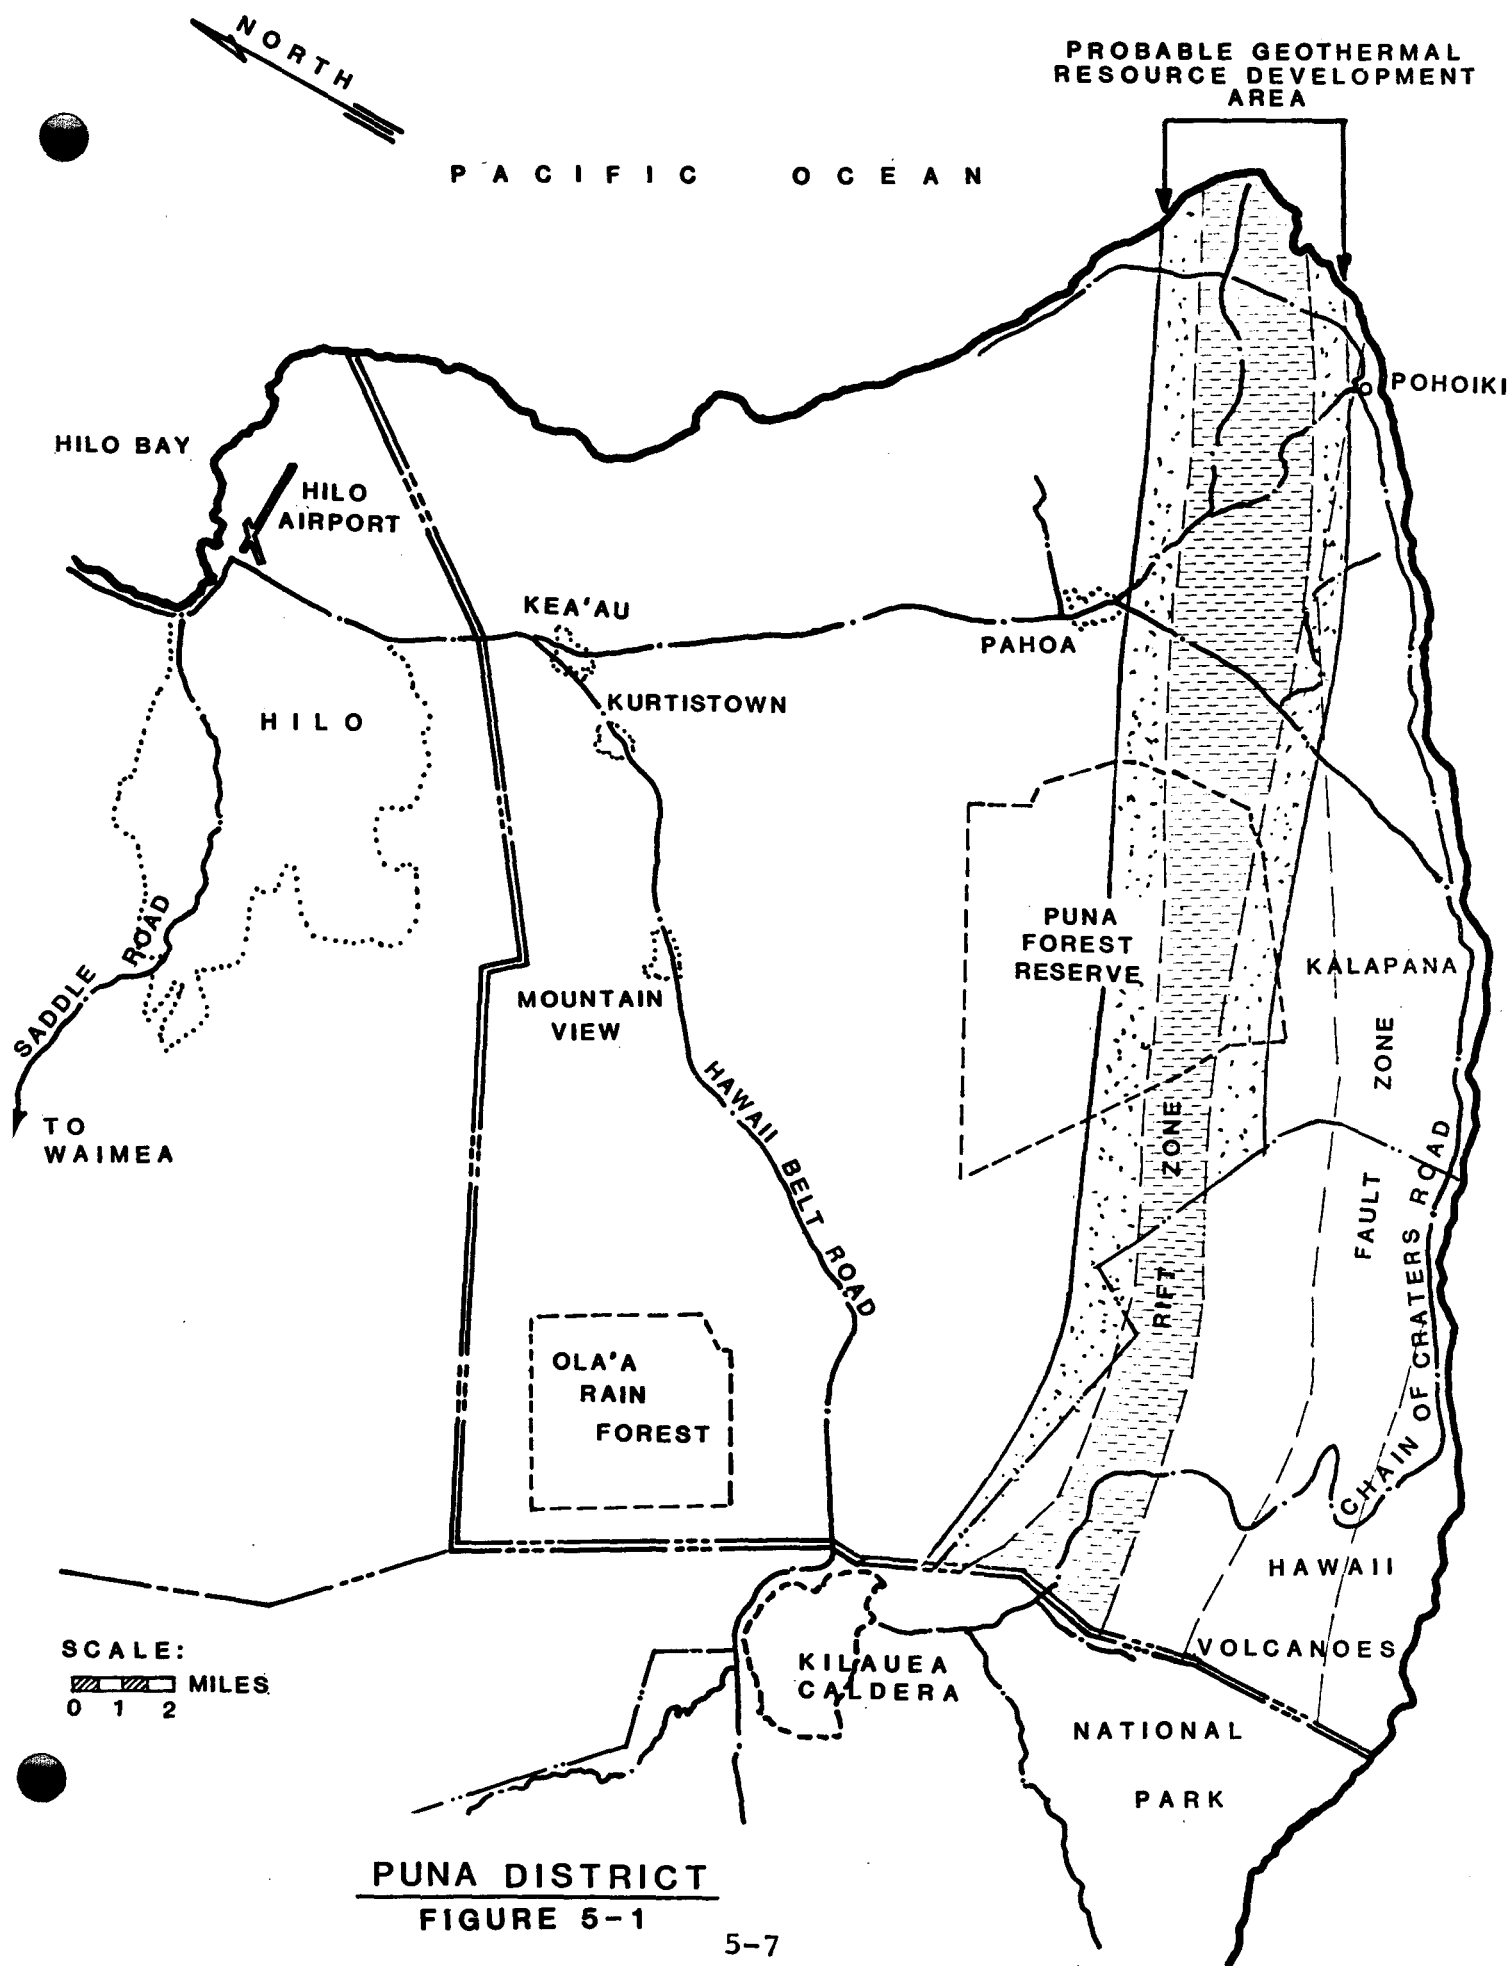 NORTH
PROBABLE GEOTHERMAL
RESOURCE DEVELOPMENT
AREA
PACIFIC OCEAN
POHOIKI
HILO BAY
HILO
AIRPORT
KEA'AU
PAHOA
KURTISTOWN
HILO
PUNA
FOREST
RESERVE
KALAPANA
SADDLE ROAD
MOUNTAIN
VIEW
ZONE
HAWAII BELT ROAD
TO
WAIMEA
RIFT ZONE
FAULT
CHAIN OF CRATERS ROAD
OLA'A
RAIN
FOREST
HAWAII
VOLCANOES
SCALE:
MILES
0 1 2
KILAUEA
CALDERA
NATIONAL
PARK
PUNA DISTRICT
FIGURE 5-1
5-7